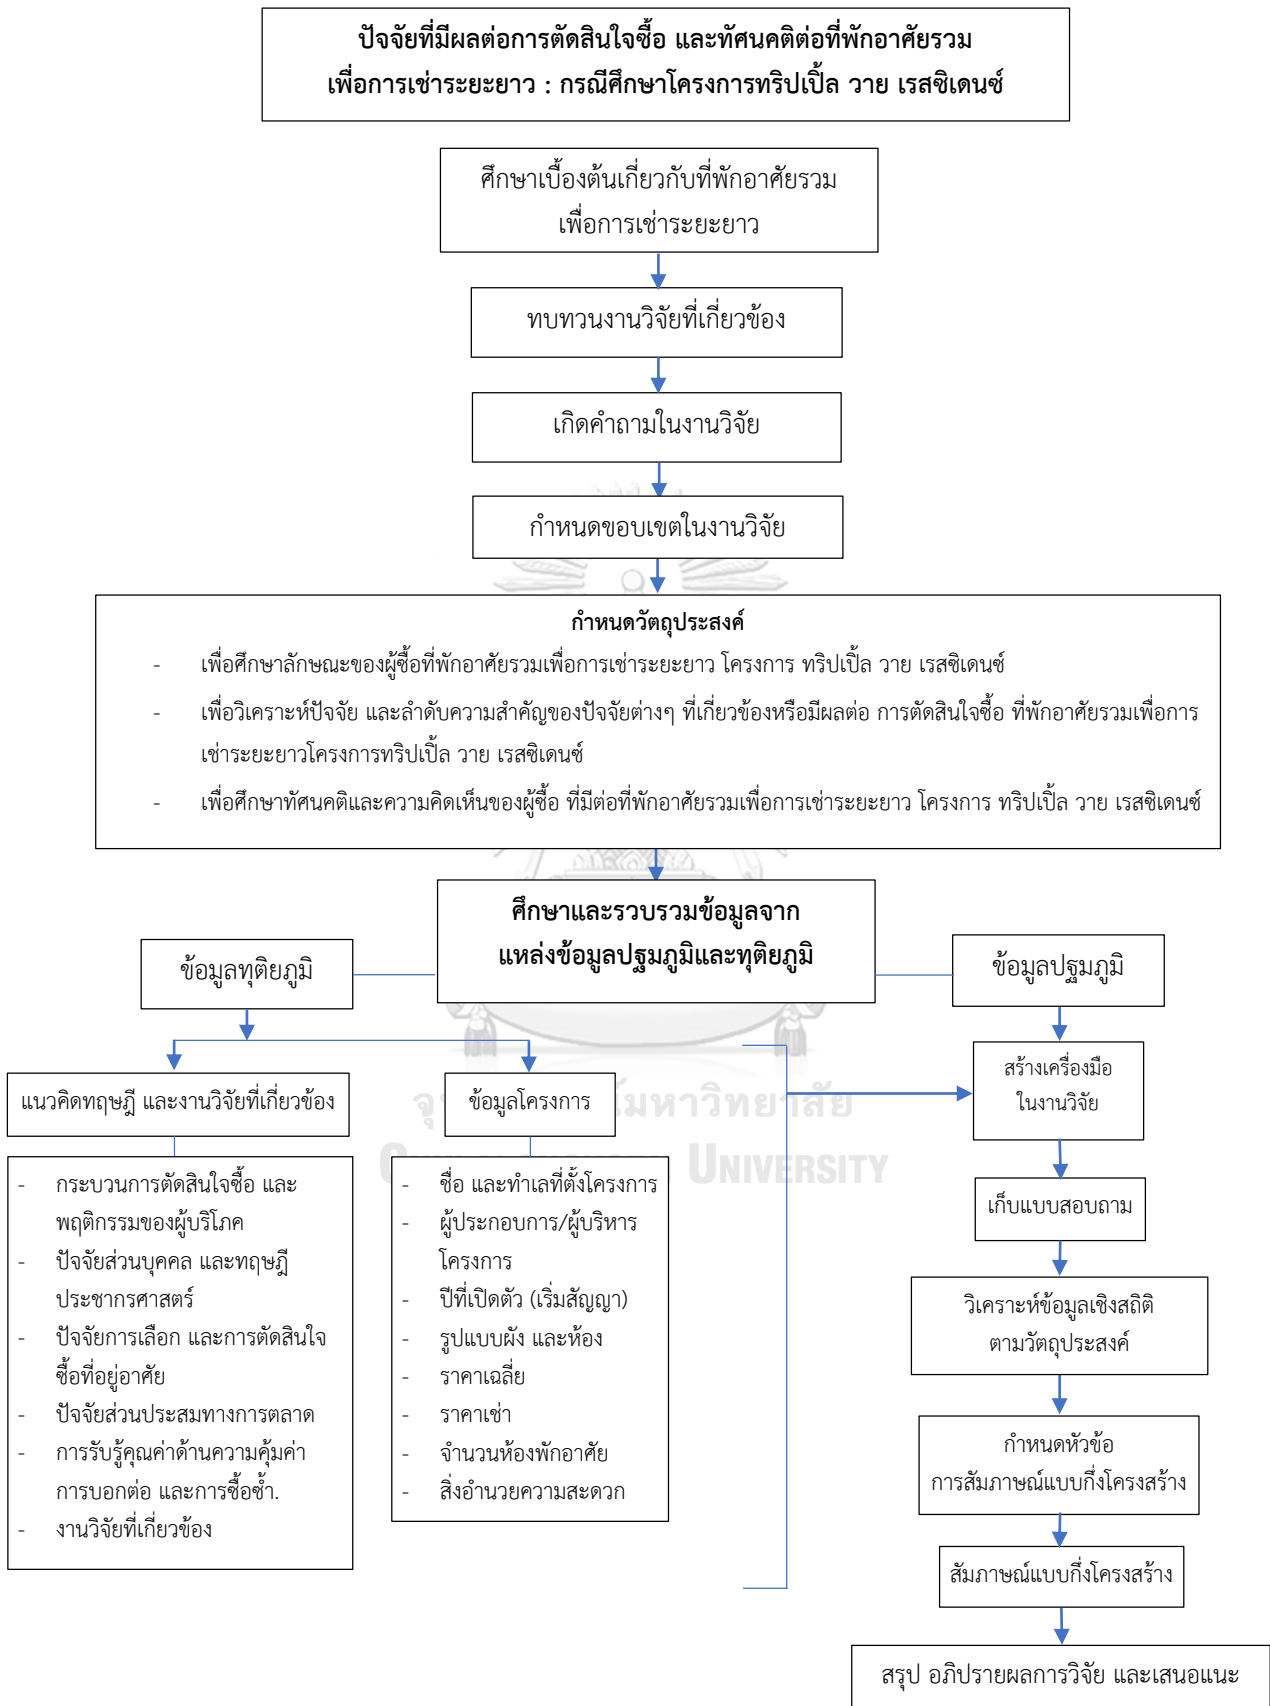 ปัจจัยที่มีผลต่อการตัดสินใจซื้อ และทัศนคติต่อที่พักอาศัยรวม
เพื่อการเช่าระยะยาว : กรณีศึกษาโครงการทริปเปิ้ล วาย เรสซิเดนซ์
ศึกษาเบื้องต้นเกี่ยวกับที่พักอาศัยรวม
เพื่อการเช่าระยะยาว
ทบทวนงานวิจัยที่เกี่ยวข้อง
เกิดคำถามในงานวิจัย
กำหนดขอบเขตในงานวิจัย
กำหนดวัตถุประสงค์
- เพื่อศึกษาลักษณะของผู้ซื้อที่พักอาศัยรวมเพื่อการเช่าระยะยาว โครงการ ทริปเปิ้ล วาย เรสซิเดนซ์
- เพื่อวิเคราะห์ปัจจัย และลำดับความสำคัญของปัจจัยต่างๆ ที่เกี่ยวข้องหรือมีผลต่อ การตัดสินใจซื้อ ที่พักอาศัยรวมเพื่อการ
เช่าระยะยาวโครงการทริปเปิ้ล วาย เรสซิเดนซ์
- เพื่อศึกษาทัศนคติและความคิดเห็นของผู้ซื้อ ที่มีต่อที่พักอาศัยรวมเพื่อการเช่าระยะยาว โครงการ ทริปเปิ้ล วาย เรสซิเดนซ์
ศึกษาและรวบรวมข้อมูลจาก
แหล่งข้อมูลปฐมภูมิและทุติยภูมิ
ข้อมูลทุติยภูมิ
ข้อมูลปฐมภูมิ
แนวคิดทฤษฎี และงานวิจัยที่เกี่ยวข้อง
- กระบวนการตัดสินใจซื้อ และ
พฤติกรรมของผู้บริโภค
- ปัจจัยส่วนบุคคล และทฤษฎี
ประชากรศาสตร์
- ปัจจัยการเลือก และการตัดสินใจ
ซื้อที่อยู่อาศัย
- ปัจจัยส่วนประสมทางการตลาด
- การรับรู้คุณค่าด้านความคุ้มค่า
การบอกต่อ และการซื้อซ้ำ.
- งานวิจัยที่เกี่ยวข้อง
ข้อมูลโครงการ
- ชื่อ และทำเลที่ตั้งโครงการ
- ผู้ประกอบการ/ผู้บริหาร
โครงการ
- ปีที่เปิดตัว (เริ่มสัญญา)
- รูปแบบผัง และห้อง
- ราคาเฉลี่ย
- ราคาเช่า
- จำนวนห้องพักอาศัย
- สิ่งอำนวยความสะดวก
สร้างเครื่องมือ
ในงานวิจัย
เก็บแบบสอบถาม
วิเคราะห์ข้อมูลเชิงสถิติ
ตามวัตถุประสงค์
กำหนดหัวข้อ
การสัมภาษณ์แบบกึ่งโครงสร้าง
สัมภาษณ์แบบกึ่งโครงสร้าง
สรุป อภิปรายผลการวิจัย และเสนอแนะ
มหาวิทยาลัย
UNIVERSITY